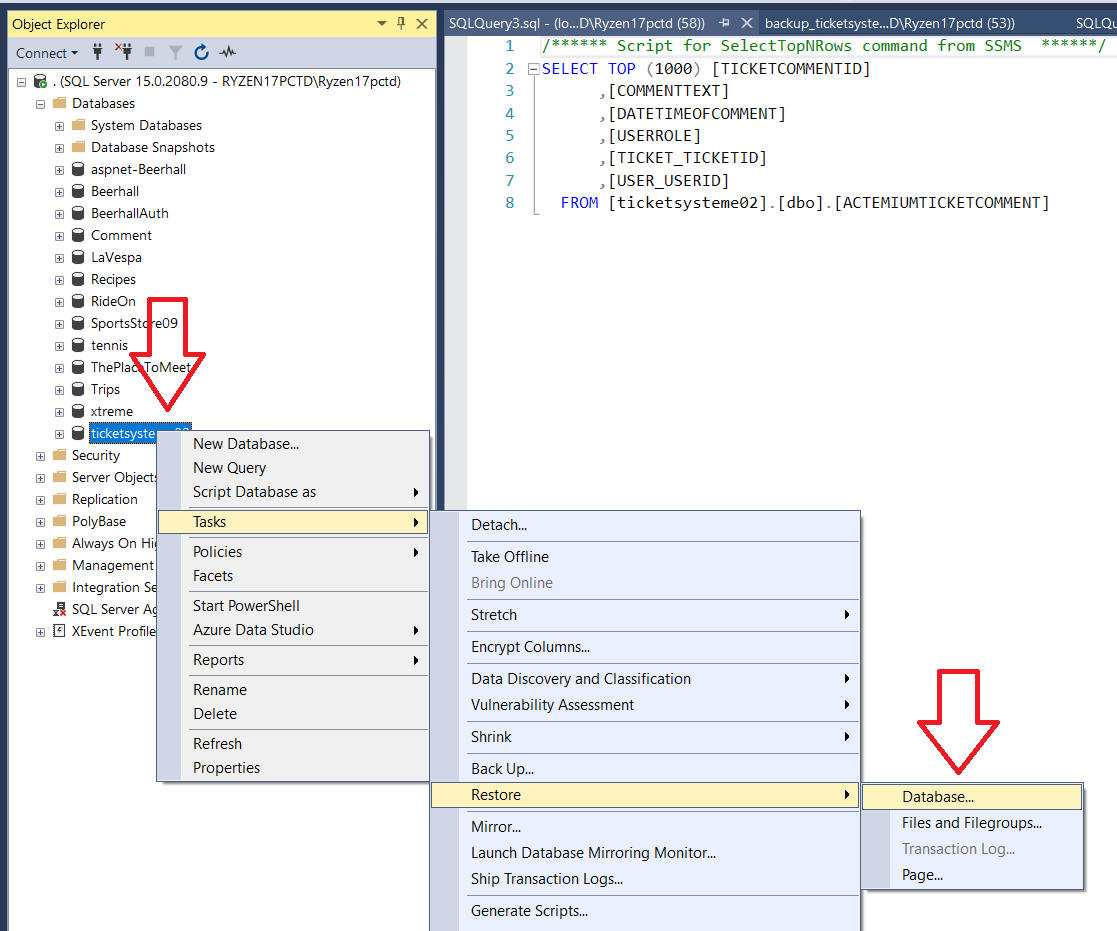 Object Explorer
Connect
. (SQL Server 15.0.2080.9 - RYZEN17PCTD\Ryzen17pctd)
Databases
System Databases
Database Snapshots
aspnet-Beerhall
Beerhall
BeerhallAuth
Comment
LaVespa
Recipes
RideOn
SportsStore09
tennis
ThePlaceToMeet
Trips
xtreme
ticketsyste
Security
Server Objects
Replication
PolyBase
Always On Hi
Management
Integration Se
SQL Server Ag
XEvent Profile
New Database...
New Query
Script Database as
Tasks
Policies
Facets
Start PowerShell
Azure Data Studio
Reports
Rename
Delete
Refresh
Properties
Detach...
Take Offline
Bring Online
Stretch
Encrypt Columns...
Data Discovery and Classification
Vulnerability Assessment
Shrink
Back Up...
Restore
Mirror...
Launch Database Mirroring Monitor...
Ship Transaction Logs...
Generate Scripts...
Database...
Files and Filegroups...
Transaction Log...
Page...
SQLQuery3.sql - (lo...D\Ryzen17pctd (58)) backup_ticketsyste...D\Ryzen17pctd (53)) SQLQu
1 /****** Script for SelectTopNRows command from SSMS ******/
2 SELECT TOP (1000) [TICKETCOMMENTID]
3 ,[COMMENTTEXT]
4 ,[DATETIMEOFCOMMENT]
5 ,[USERROLE]
6 ,[TICKET_TICKETID]
7 ,[USER_USERID]
8 FROM [ticketsysteme02].[dbo].[ACTEMIUMTICKETCOMMENT]